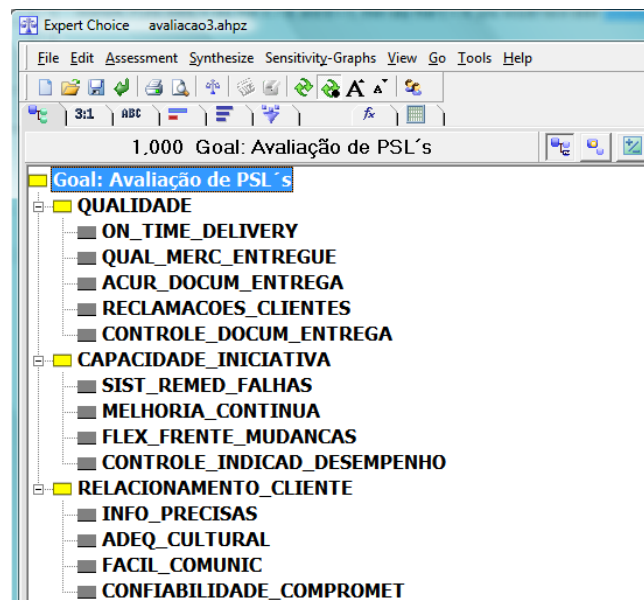 Expert Choice avaliacao3.ahpz
File Edit Assessment Synthesize Sensitivity-Graphs View Go Tools Help
A A
3:1 ABC fx
1,000 Goal: Avaliação de PSL´s
Goal: Avaliação de PSL´s
QUALIDADE
ON_TIME_DELIVERY
QUAL_MERC_ENTREGUE
ACUR_DOCUM_ENTREGA
RECLAMACOES_CLIENTES
CONTROLE_DOCUM_ENTREGA
CAPACIDADE_INICIATIVA
SIST_REMED_FALHAS
MELHORIA_CONTINUA
FLEX_FRENTE_MUDANCAS
CONTROLE_INDICAD_DESEMPENHO
RELACIONAMENTO_CLIENTE
INFO_PRECISAS
ADEQ_CULTURAL
FACIL_COMUNIC
CONFIABILIDADE_COMPROMET